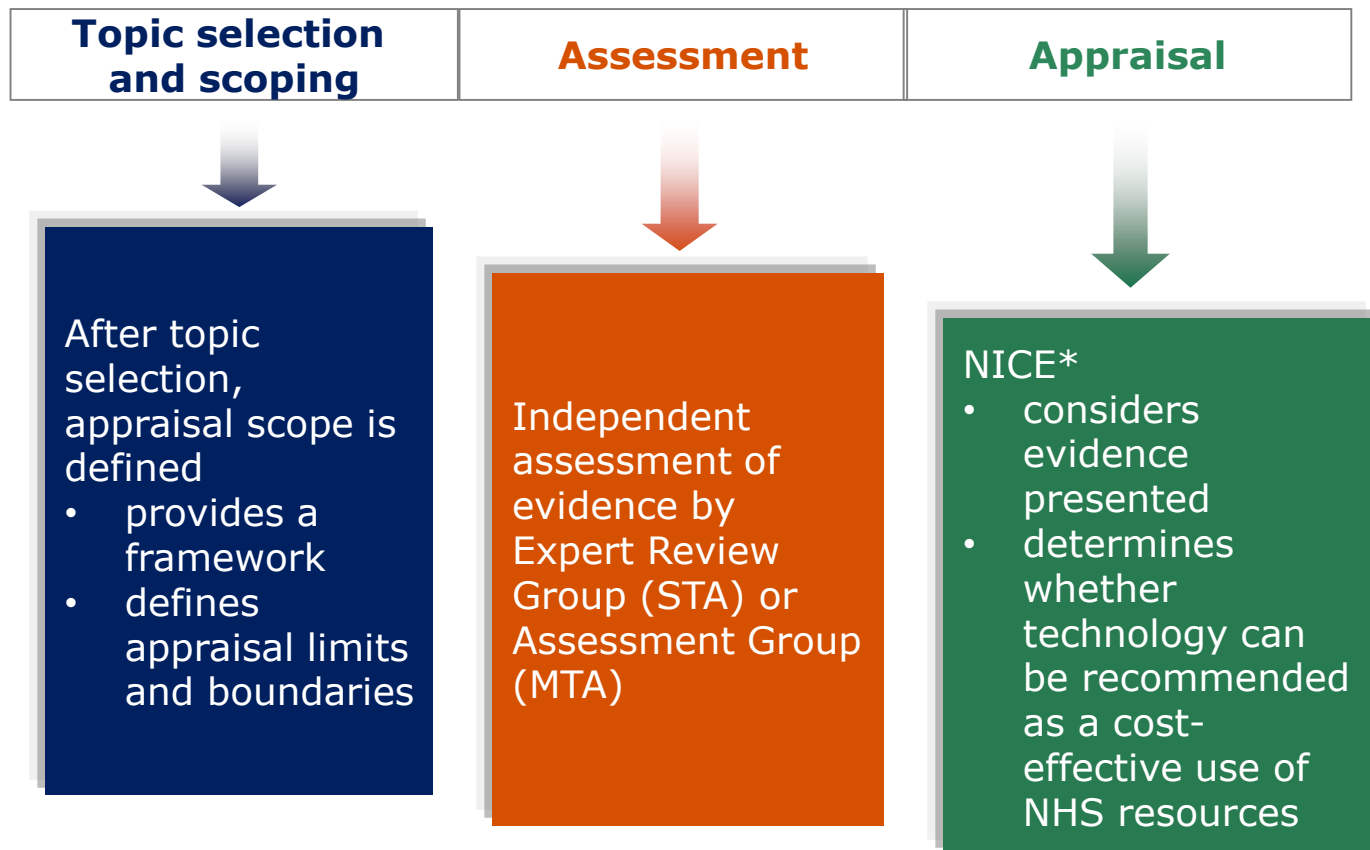 Topic selection
and scoping
Assessment
Appraisal
After topic
selection,
appraisal scope is
defined
• provides a
framework
• defines
appraisal limits
and boundaries
Independent
assessment of
evidence by
Expert Review
Group (STA) or
Assessment Group
(MTA)
NICE*
• considers
evidence
presented
• determines
whether
technology can
be recommended
as a cost-
effective use of
NHS resources